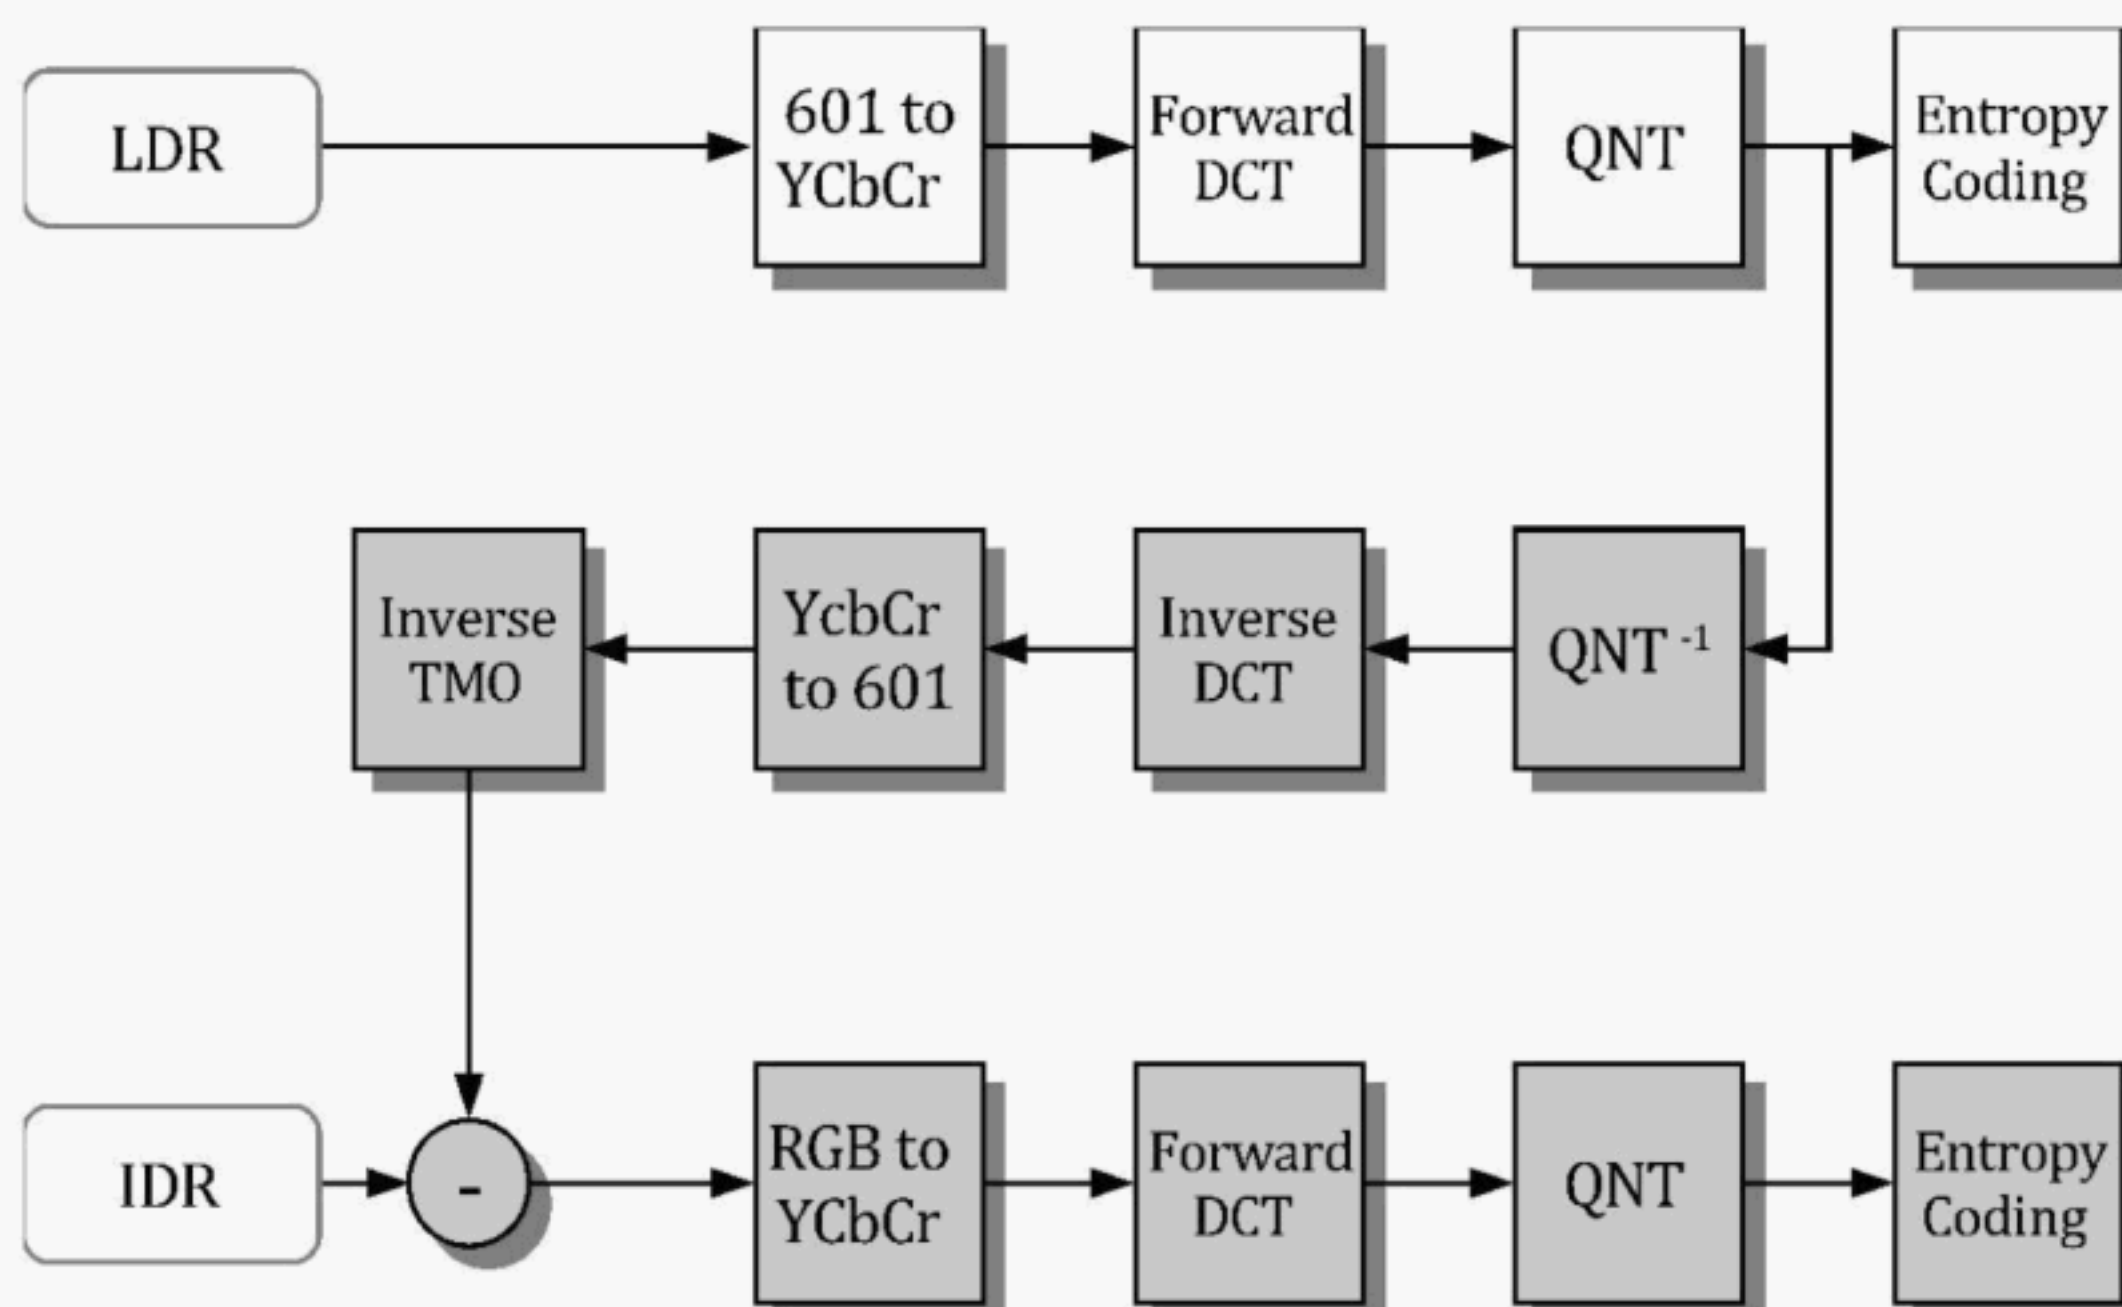 LDR
601 to
YCbCr
Forward
DCT
QNT
Entropy
Coding
Inverse
TMO
YcbCr
to 601
Inverse
DCT
QNT -1
IDR
-
RGB to
YCbCr
Forward
DCT
QNT
Entropy
Coding